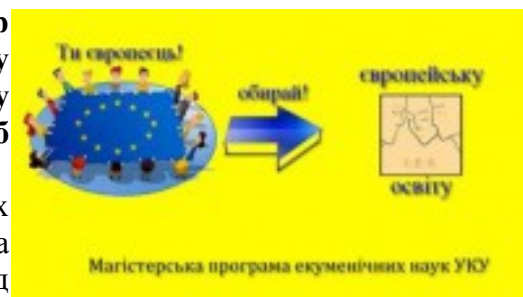 р
у
у
б
х
а
д
Ти європеєць!
обирай!
європейську
І.Е.S.
освіту
Магістерська програма екуменічних наук УКУ